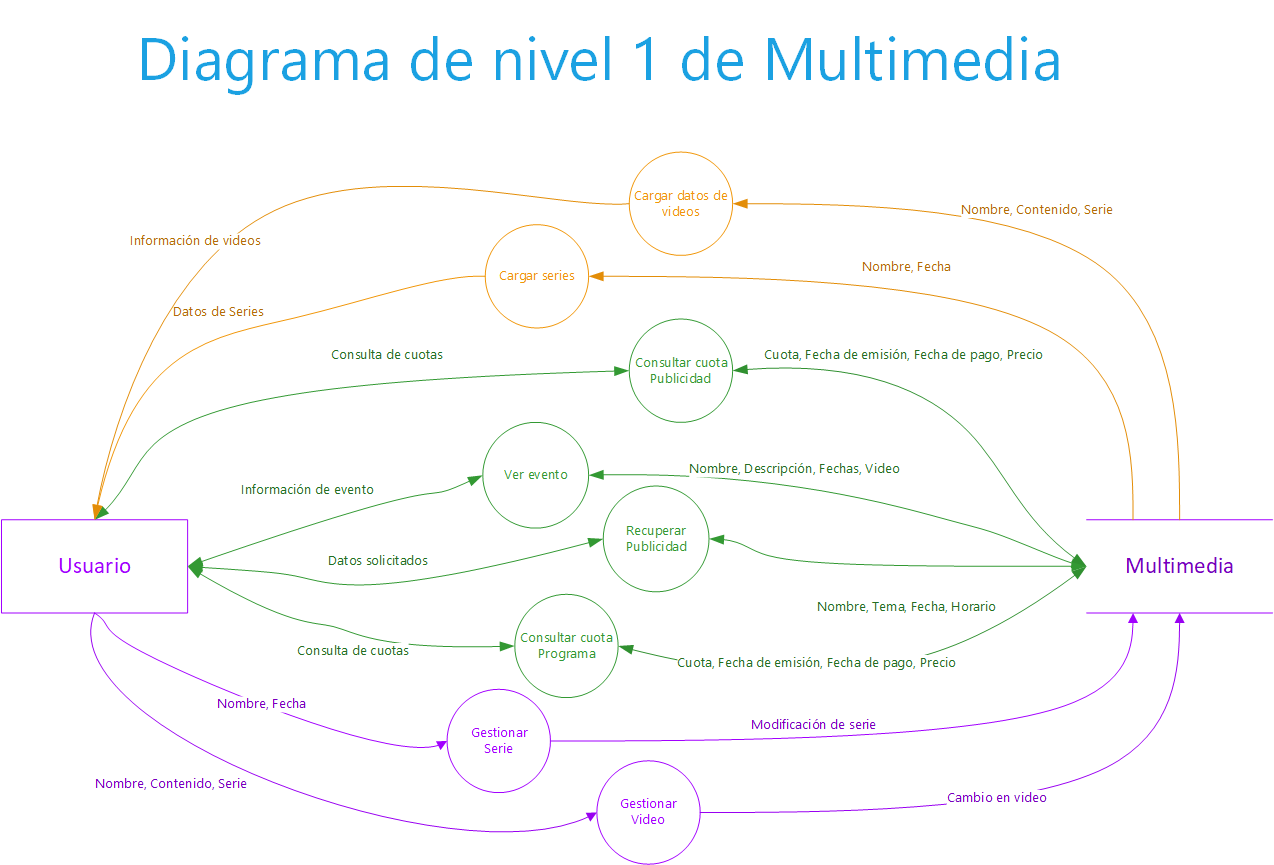 Diagrama de nivel 1 de Multimedia
Cargar datos de
videos
Nombre, Contenido, Serie
Información de videos
Cargar series
Nombre, Fecha
Datos de Series
Consulta de cuotas
Consultar cuota
Publicidad
Cuota, Fecha de emisión, Fecha de pago, Precio
Ver evento
Nombre, Descripción, Fechas, Video
Información de evento
Recuperar
Publicidad
Datos solicitados
Usuario
Multimedia
Nombre, Tema, Fecha, Horario
Consultar cuota
Programa
Consulta de cuotas
Cuota, Fecha de emisión, Fecha de pago, Precio
Nombre, Fecha
Gestionar
Serie
Modificación de serie
Nombre, Contenido, Serie
Gestionar
Video
Cambio en video